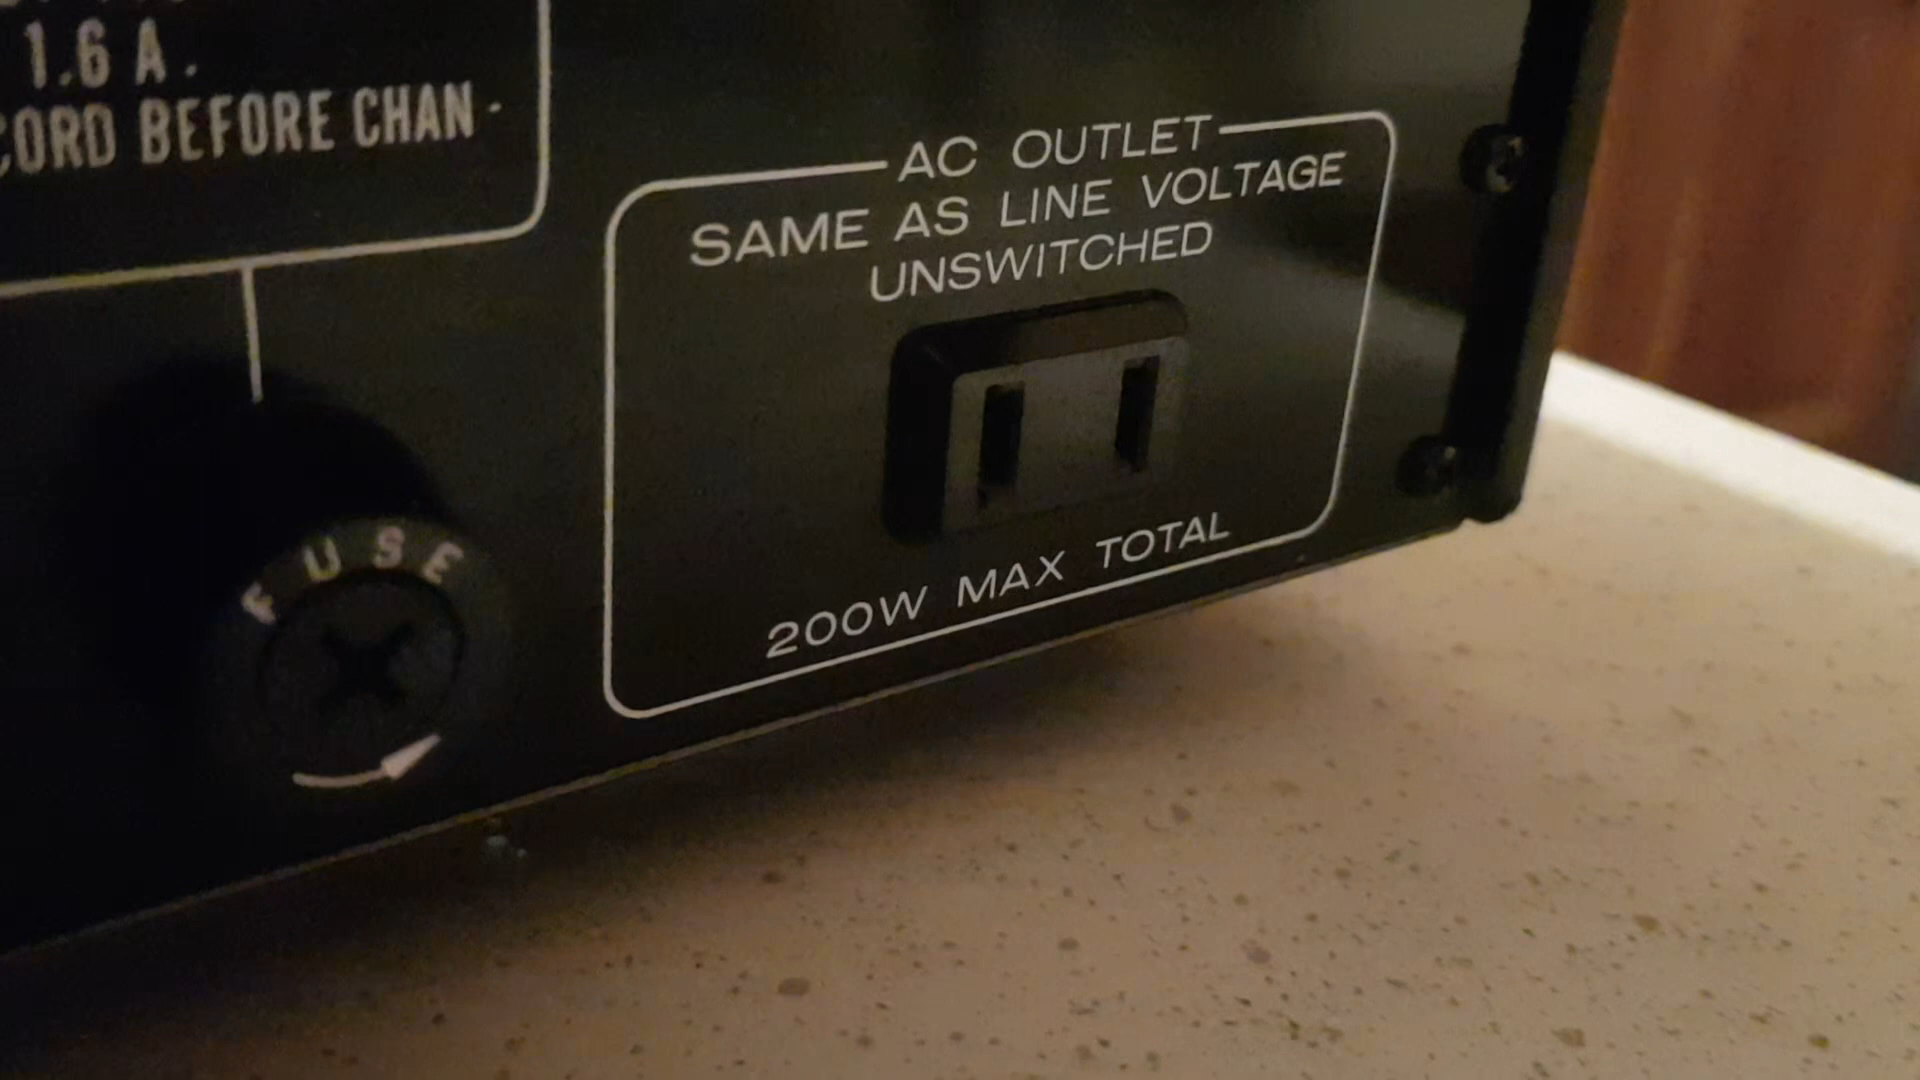 1.6 A.
CORD BEFORE CHAN-
AC OUTLET
SAME AS LINE VOLTAGE
UNSWITCHED
200W MAX TOTAL
FUSE